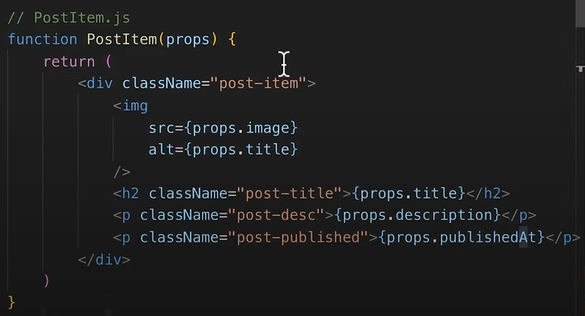 // PostItem.js
function PostItem(props) {
    return (
        <div className="post-item">
            <img
                src={props.image}
                alt={props.title}
            />
            <h2 className="post-title">{props.title}</h2>
            <p className="post-desc">{props.description}</p>
            <p className="post-published">{props.publishedAt}</p>
        </div>
    )
}